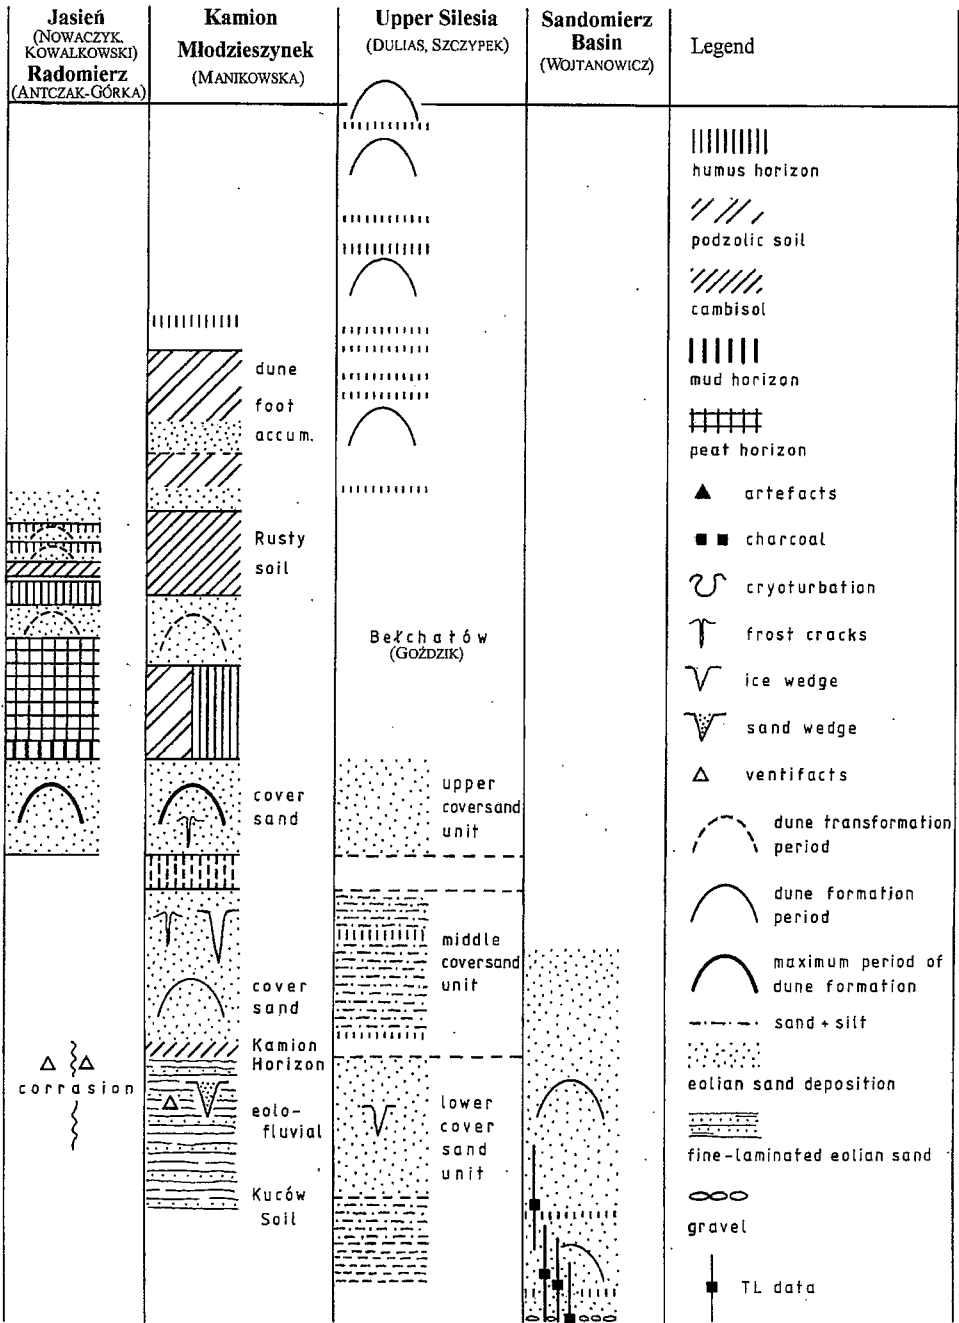 Jasień
(NOWACZYK,
KOWALKOWSKI)
Radomierz
(ANTCZAK-GÓRKA)
Kamion
Młodzieszynek
(MANIKOWSKA)
Upper Silesia
(DULIAS, SZCZYPEK)
Sandomierz
Basin
(WOJTANOWICZ)
Legend
corrasion
dune
foot
accum.
Rusty
soil
cover
sand
cover
sand
Kamion
Horizon
eolo-
fluvial
Kuców
Soil
Bełchatów
(GOŹDZIK)
upper
coversand
unit
middle
coversand
unit
lower
cover
sand
unit
humus horizon
podzolic soil
cambisol
mud horizon
peat horizon
artefacts
charcoal
cryoturbation
frost cracks
ice wedge
sand wedge
ventifacts
dune transformation
period
dune formation
period
maximum period of
dune formation
sand + silt
eolian sand deposition
fine-laminated eolian sand
gravel
TL data